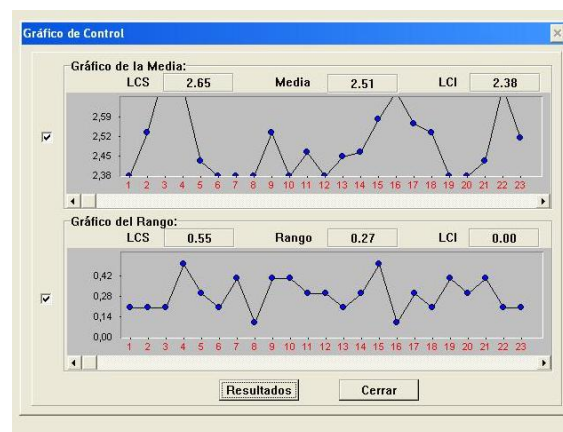 Gráfico de Control
Gráfico de la Media:
LCS 2.65 Media 2.51 LCI 2.38
2,59
2,52
2,45
2,38
1 2 3 4 5 6 7 8 9 10 11 12 13 14 15 16 17 18 19 20 21 22 23
Gráfico del Rango:
LCS 0.55 Rango 0.27 LCI 0.00
0,42
0,28
0,14
0,00
1 2 3 4 5 6 7 8 9 10 11 12 13 14 15 16 17 18 19 20 21 22 23
Resultados Cerrar